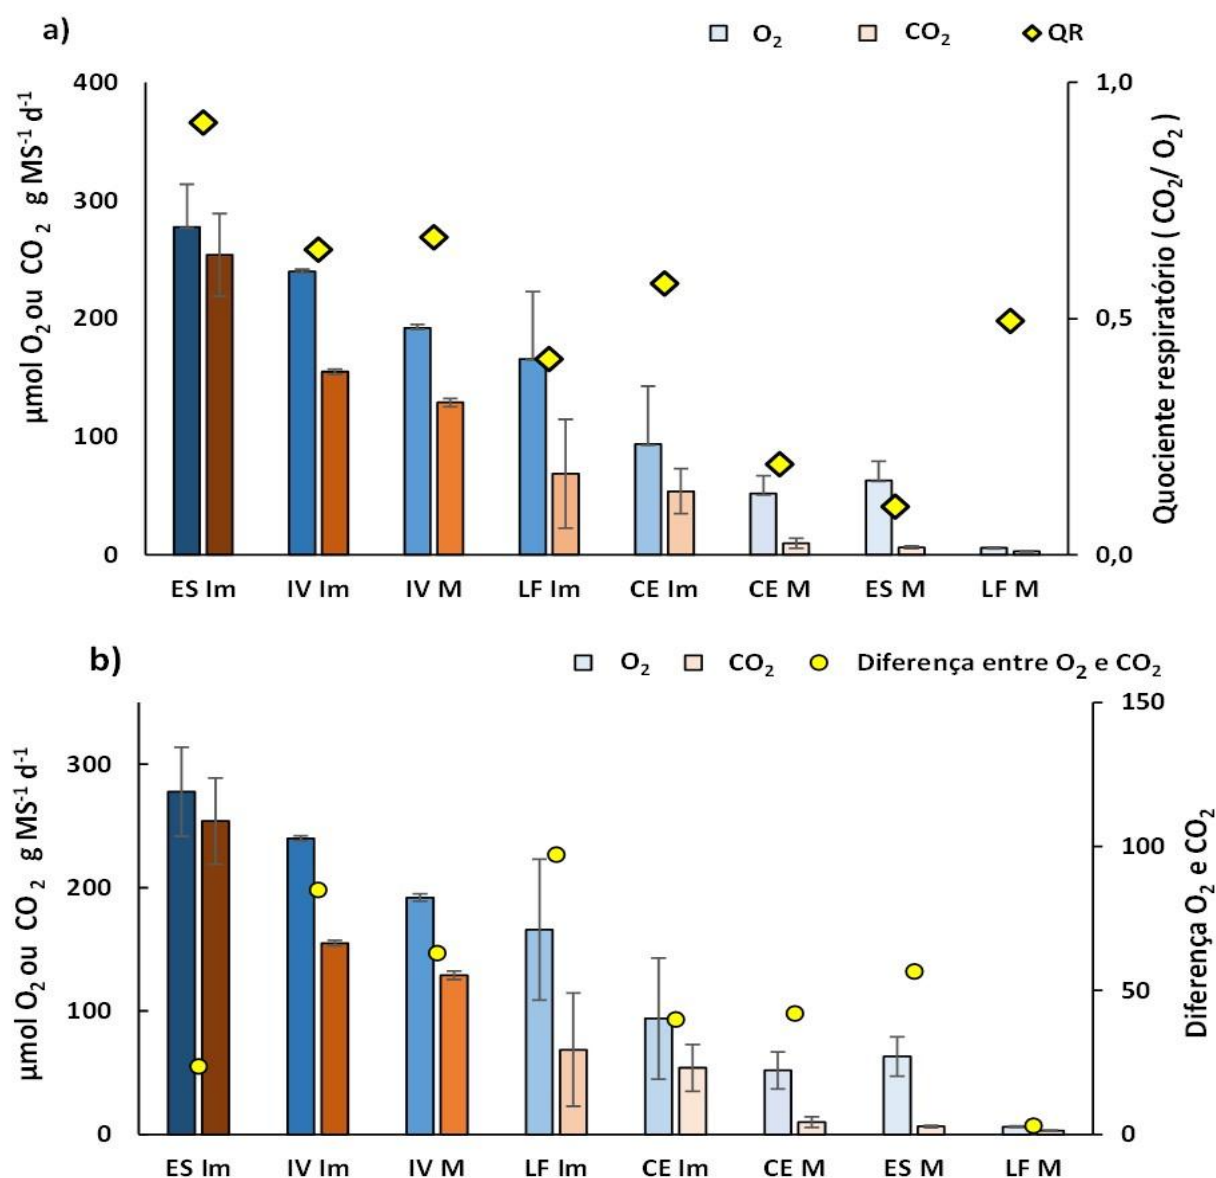 a)
O₂ CO₂ QR
µmol O₂ ou CO₂ g MS⁻¹ d⁻¹
400
300
200
100
0
1,0
0,5
0,0
Quociente respiratório ( CO₂/ O₂ )
ES Im IV Im IV M LF Im CE Im CE M ES M LF M
b)
O₂ CO₂ Diferença entre O₂ e CO₂
µmol O₂ ou CO₂ g MS⁻¹ d⁻¹
300
200
100
0
150
100
50
0
Diferença O₂ e CO₂
ES Im IV Im IV M LF Im CE Im CE M ES M LF M